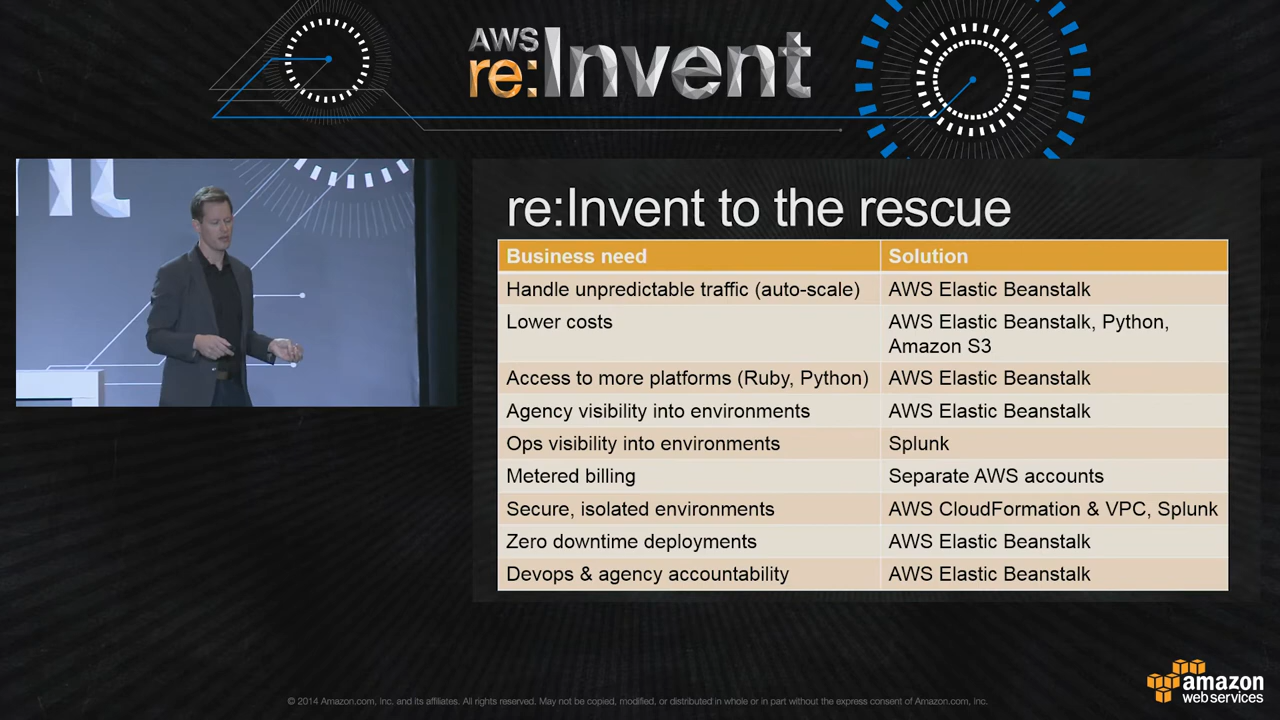 AWS
re:Invent
re:Invent to the rescue
Business need
Solution
Handle unpredictable traffic (auto-scale)
AWS Elastic Beanstalk
Lower costs
AWS Elastic Beanstalk, Python,
Amazon S3
Access to more platforms (Ruby, Python)
AWS Elastic Beanstalk
Agency visibility into environments
AWS Elastic Beanstalk
Ops visibility into environments
Splunk
Metered billing
Separate AWS accounts
Secure, isolated environments
AWS CloudFormation & VPC, Splunk
Zero downtime deployments
AWS Elastic Beanstalk
Devops & agency accountability
AWS Elastic Beanstalk
© 2014 Amazon.com, Inc. and its affiliates. All rights reserved. May not be copied, modified, or distributed in whole or in part without the express consent of Amazon.com, Inc.
amazon
web services